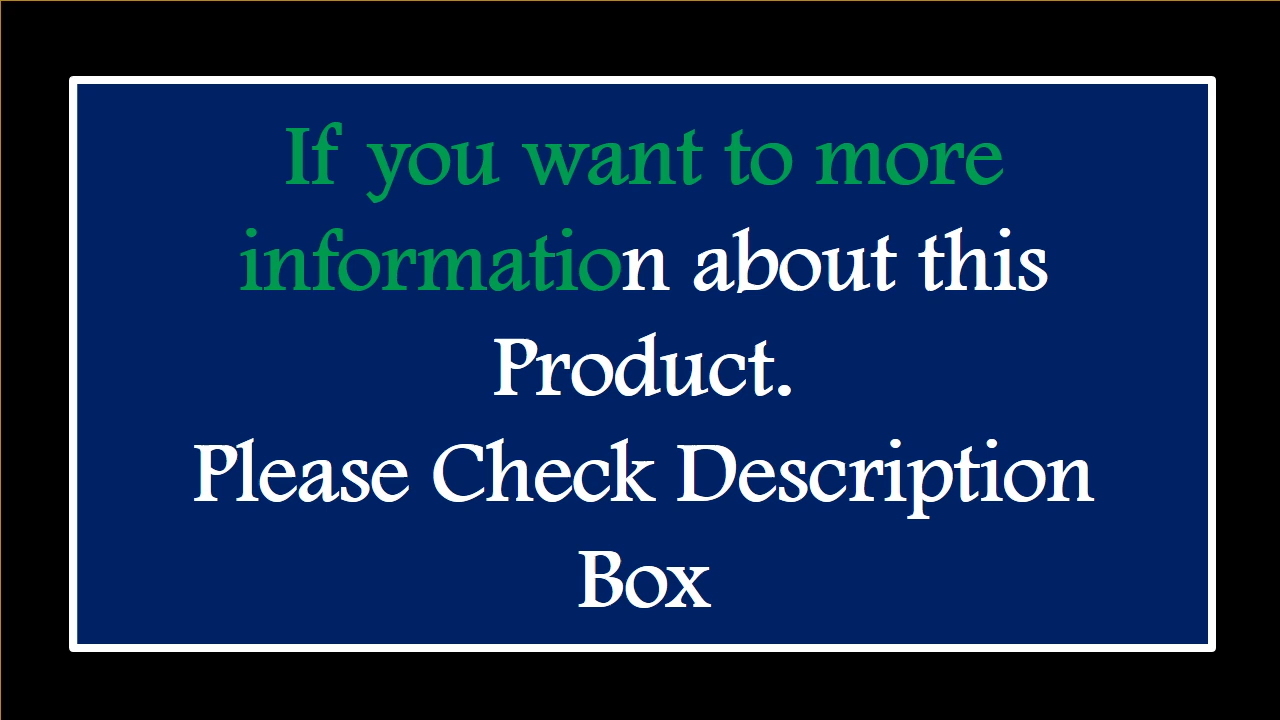 If you want to more
information about this
Product.
Please Check Description
Box